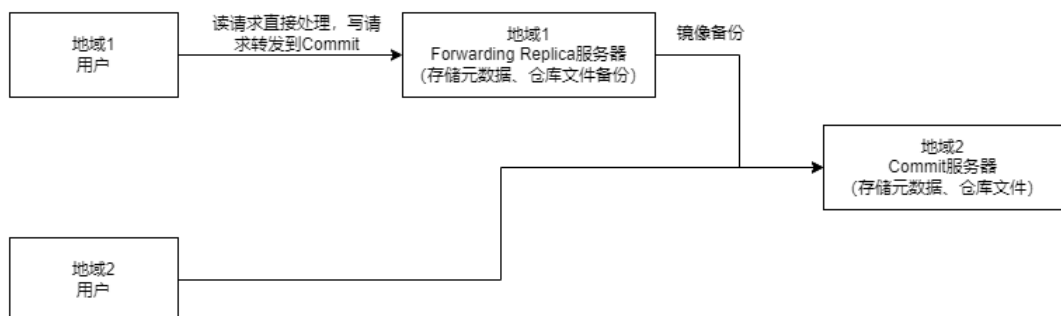 地域1
用户
读请求直接处理，写请
求转发到Commit
地域1
Forwarding Replica服务器
(存储元数据、仓库文件备份)
镜像备份
地域2
Commit服务器
(存储元数据、仓库文件)
地域2
用户